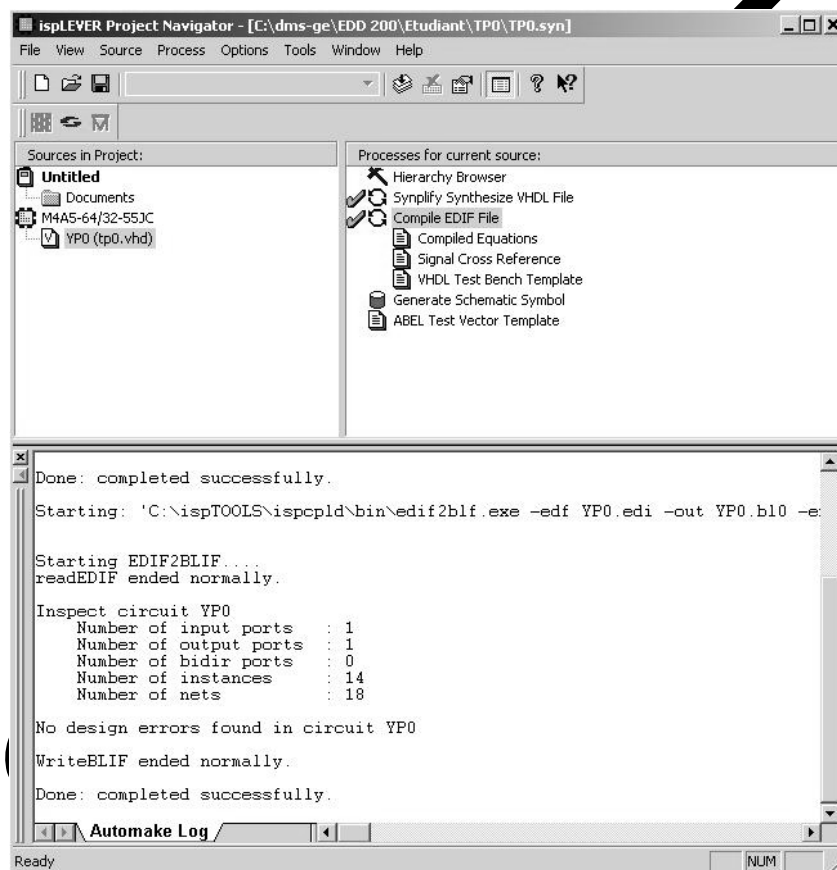 ispLEVER Project Navigator - [C:\dms-ge\EDD 200\Etudiant\TP0\TP0.syn]
File View Source Process Options Tools Window Help
Sources in Project:
Untitled
Documents
M4A5-64/32-55JC
YP0 (tp0.vhd)
Processes for current source:
Hierarchy Browser
Synplify Synthesize VHDL File
Compile EDIF File
Compiled Equations
Signal Cross Reference
VHDL Test Bench Template
Generate Schematic Symbol
ABEL Test Vector Template
Done: completed successfully.
Starting: 'C:\ispTOOLS\ispcpld\bin\edif2blf.exe -edf YP0.edi -out YP0.bl0 -e
Starting EDIF2BLIF....
readEDIF ended normally.
Inspect circuit YP0
Number of input ports : 1
Number of output ports : 1
Number of bidir ports : 0
Number of instances : 14
Number of nets : 18
No design errors found in circuit YP0
WriteBLIF ended normally.
Done: completed successfully.
Automake Log
Ready
NUM